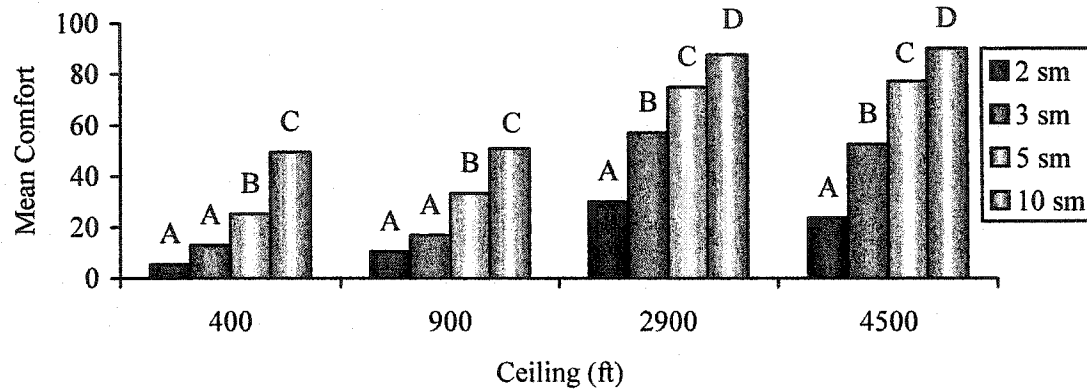 100
80
60
40
20
0
Mean Comfort
A A B C
A A B C
A B C D
A B C D
400 900 2900 4500
Ceiling (ft)
2 sm
3 sm
5 sm
10 sm